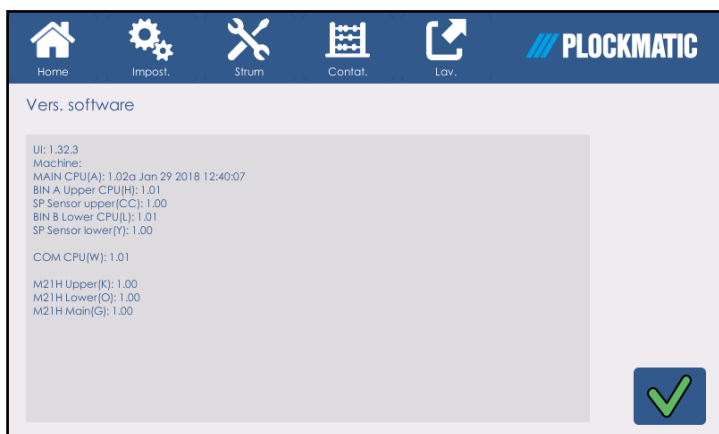 Home Impost. Strum Contat. Lav. PLOCKMATIC
Vers. software
UI: 1.32.3
Machine:
MAIN CPU(A): 1.02a Jan 29 2018 12:40:07
BIN A Upper CPU(H): 1.01
SP Sensor upper(CC): 1.00
BIN B Lower CPU(L): 1.01
SP Sensor lower(Y): 1.00
COM CPU(W): 1.01
M21H Upper(K): 1.00
M21H Lower(O): 1.00
M21H Main(G): 1.00